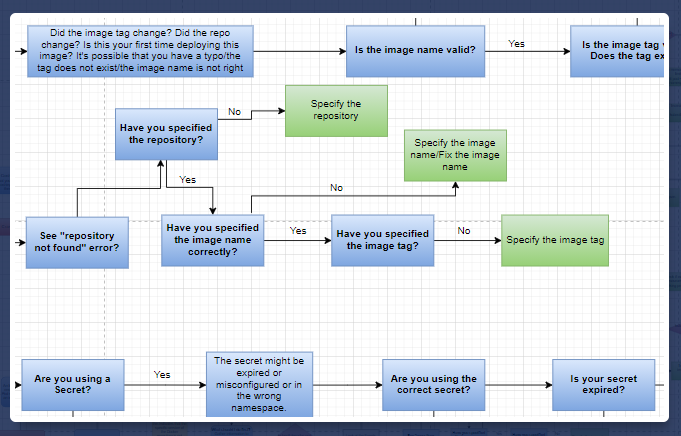 Did the image tag change? Did the repo
change? Is this your first time deploying this
image? It's possible that you have a typo/the
tag does not exist/the image name is not right
Is the image name valid?
Yes
Is the image tag
Does the tag ex
Have you specified
the repository?
No
Specify the
repository
Specify the image
name/Fix the image
name
Yes
No
See "repository
not found" error?
Have you specified
the image name
correctly?
Yes
Have you specified
the image tag?
No
Specify the image tag
Are you using a
Secret?
Yes
The secret might be
expired or
misconfigured or in
the wrong
namespace.
Are you using the
correct secret?
Is your secret
expired?